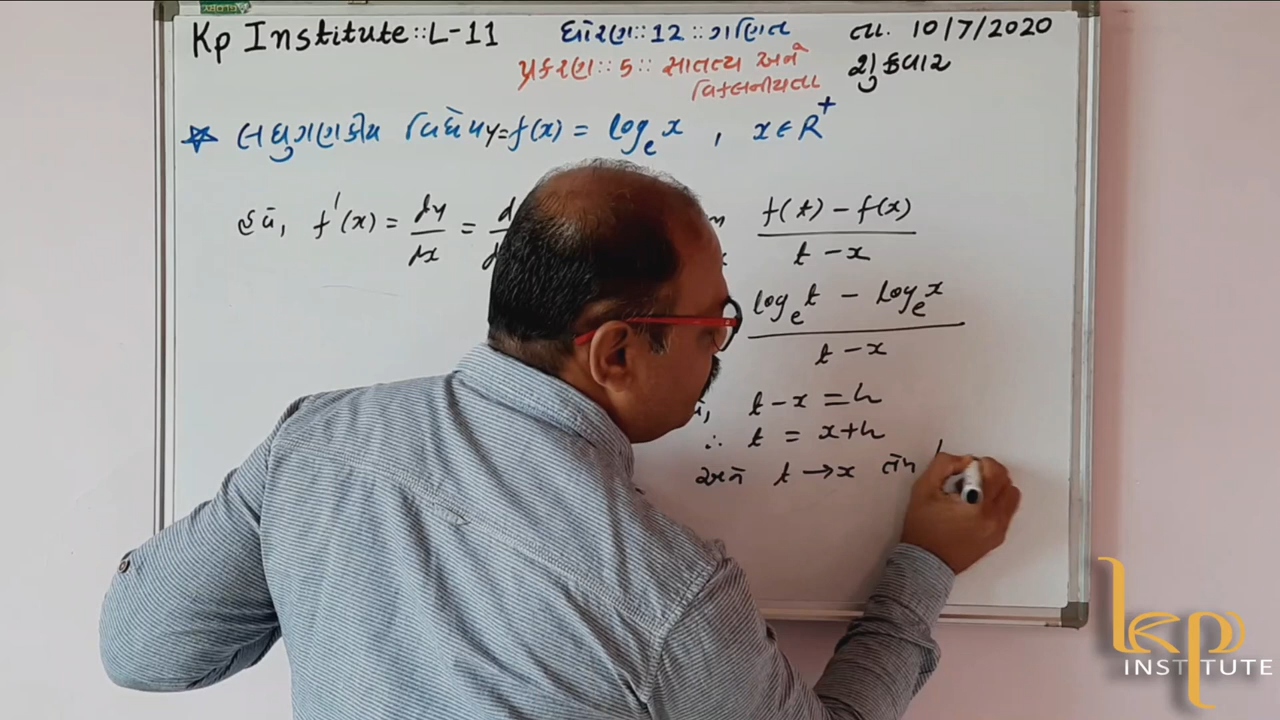 Kp Institute::L-11 ધોરણ::12::ગણિત તા. 10/7/2020
પ્રકરણ::5::સાતત્ય અને શુક્રવાર
વિકલનીયતા
લઘુગણકીય વિધેય y=f(x) = logₑx , x∈R⁺
હવે, f'(x) = dy/dx = f(t) – f(x) / t – x
logₑt – logₑx / t – x
t – x = h
∴ t = x+h
અને t → x તેમ
kp
INSTITUTE